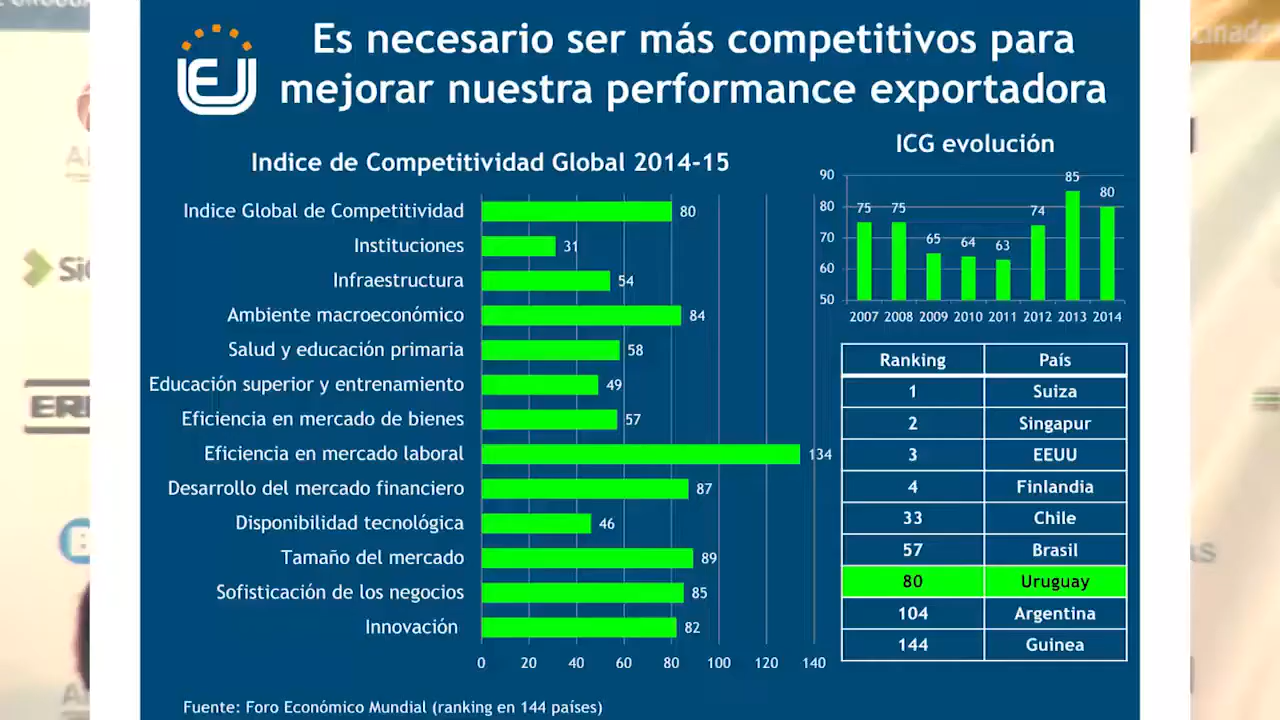 Es necesario ser más competitivos para
mejorar nuestra performance exportadora
Indice de Competitividad Global 2014-15
Indice Global de Competitividad 80
Instituciones 31
Infraestructura 54
Ambiente macroeconómico 84
Salud y educación primaria 58
Educación superior y entrenamiento 49
Eficiencia en mercado de bienes 57
Eficiencia en mercado laboral 134
Desarrollo del mercado financiero 87
Disponibilidad tecnológica 46
Tamaño del mercado 89
Sofisticación de los negocios 85
Innovación 82
0 20 40 60 80 100 120 140
Fuente: Foro Económico Mundial (ranking en 144 países)
ICG evolución
90
80
70
60
50
75 75 65 64 63 74 85 80
2007 2008 2009 2010 2011 2012 2013 2014
Ranking País
1 Suiza
2 Singapur
3 EEUU
4 Finlandia
33 Chile
57 Brasil
80 Uruguay
104 Argentina
144 Guinea